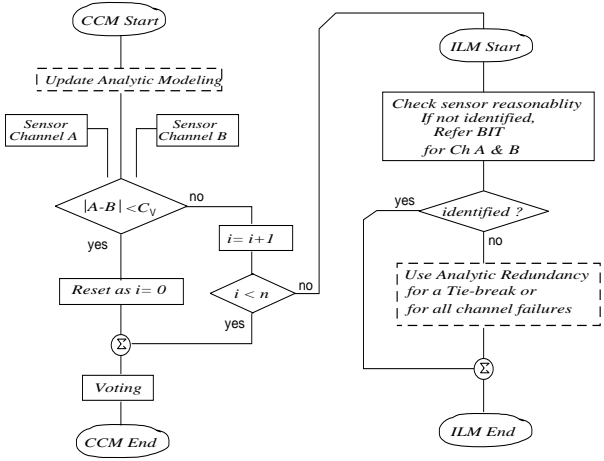 CCM Start
Update Analytic Modeling
Sensor
Channel A
Sensor
Channel B
|A-B| <CV
no
yes
i= i+1
Reset as i= 0
i < n
no
yes
Σ
Voting
CCM End
ILM Start
Check sensor reasonablity
If not identified,
Refer BIT
for Ch A & B
yes
identified ?
no
Use Analytic Redundancy
for a Tie-break or
for all channel failures
Σ
ILM End